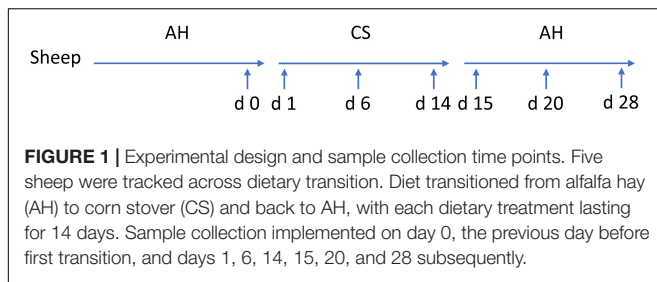 AH CS AH
Sheep
d 0 d 1 d 6 d 14 d 15 d 20 d 28
FIGURE 1 | Experimental design and sample collection time points. Five
sheep were tracked across dietary transition. Diet transitioned from alfalfa hay
(AH) to corn stover (CS) and back to AH, with each dietary treatment lasting
for 14 days. Sample collection implemented on day 0, the previous day before
first transition, and days 1, 6, 14, 15, 20, and 28 subsequently.